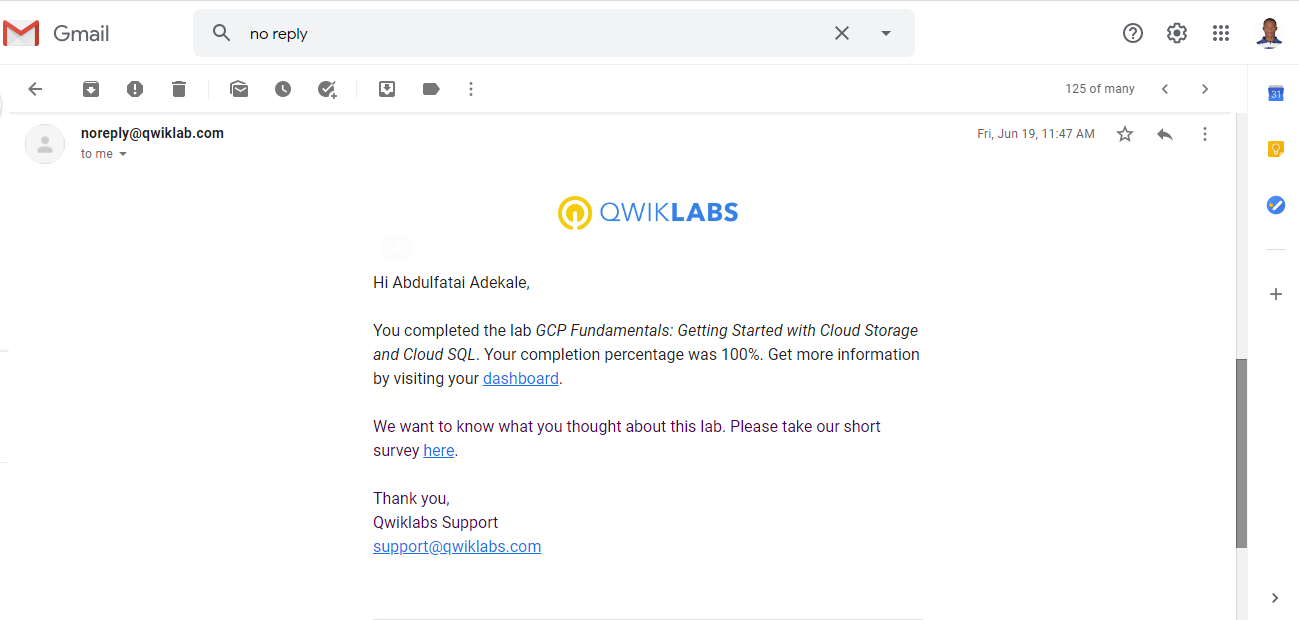 Gmail
no reply
125 of many
31
noreply@qwiklab.com
Fri, Jun 19, 11:47 AM
to me
QWIKLABS
Hi Abdulfatai Adekale,
You completed the lab GCP Fundamentals: Getting Started with Cloud Storage
and Cloud SQL. Your completion percentage was 100%. Get more information
by visiting your dashboard.
We want to know what you thought about this lab. Please take our short
survey here.
Thank you,
Qwiklabs Support
support@qwiklabs.com